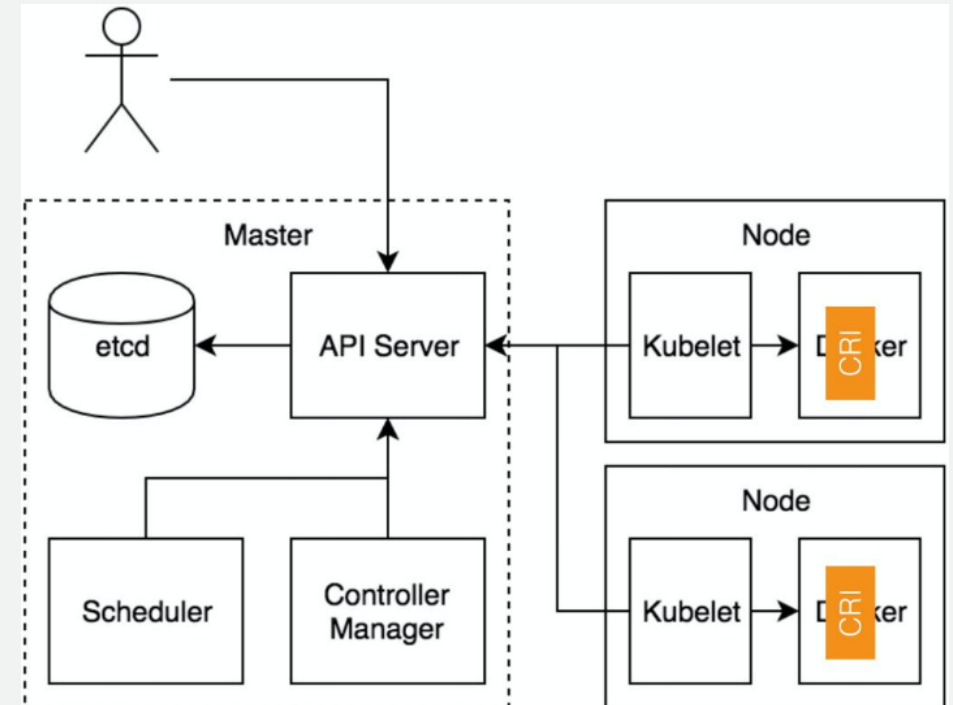 Master
Node
etcd
API Server
Kubelet
CRI
Scheduler
Controller
Manager
Node
Kubelet
CRI